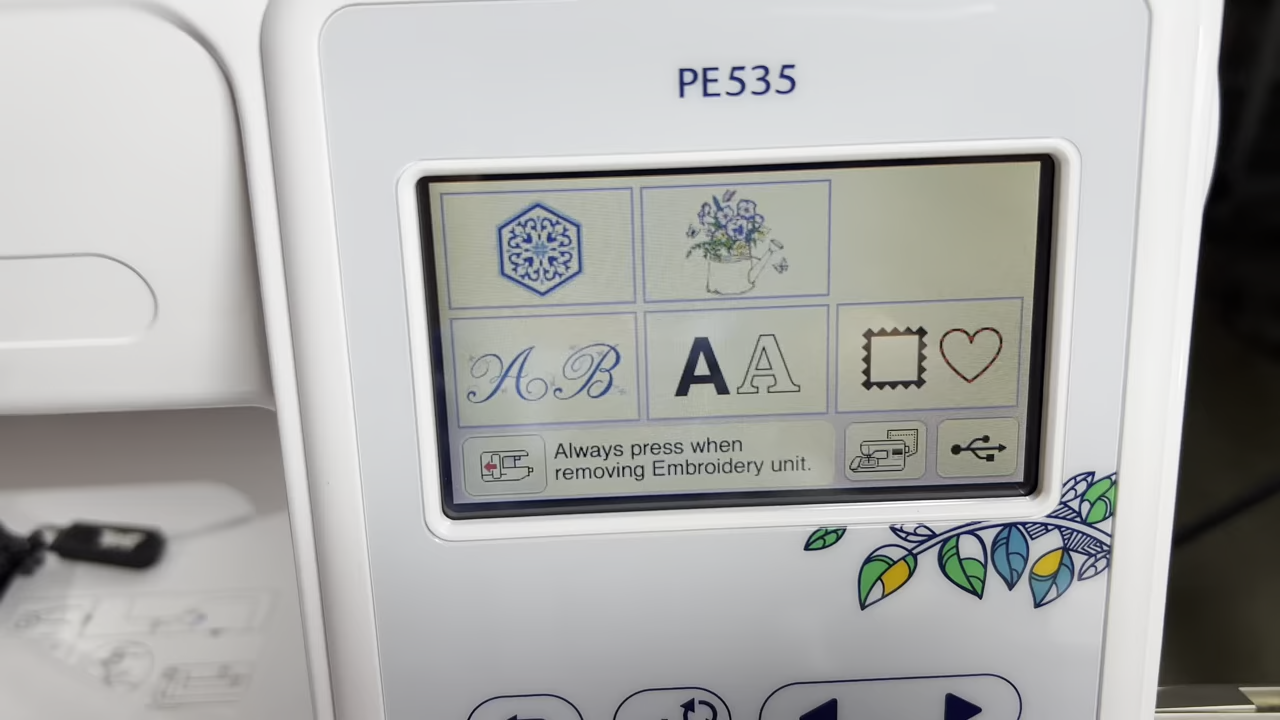 PE535
A B
A A
Always press when
removing Embroidery unit.